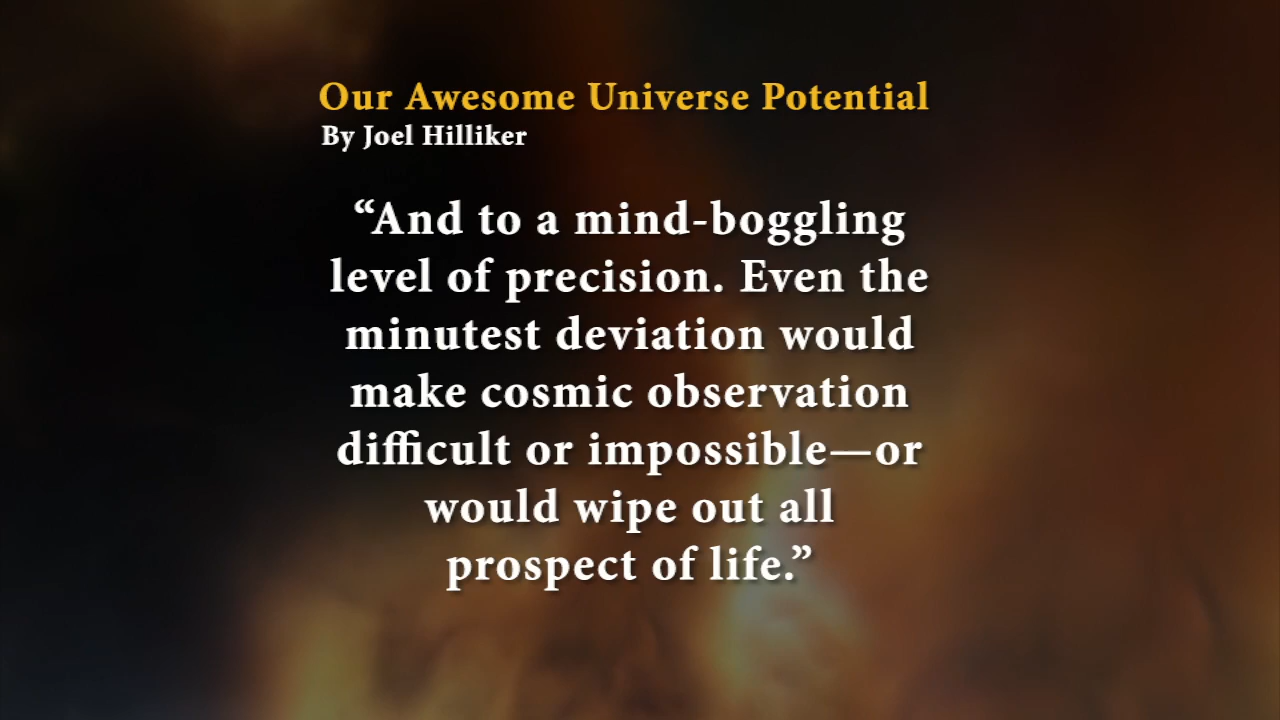 Our Awesome Universe Potential
By Joel Hilliker
“And to a mind-boggling
level of precision. Even the
minutest deviation would
make cosmic observation
difficult or impossible—or
would wipe out all
prospect of life.”